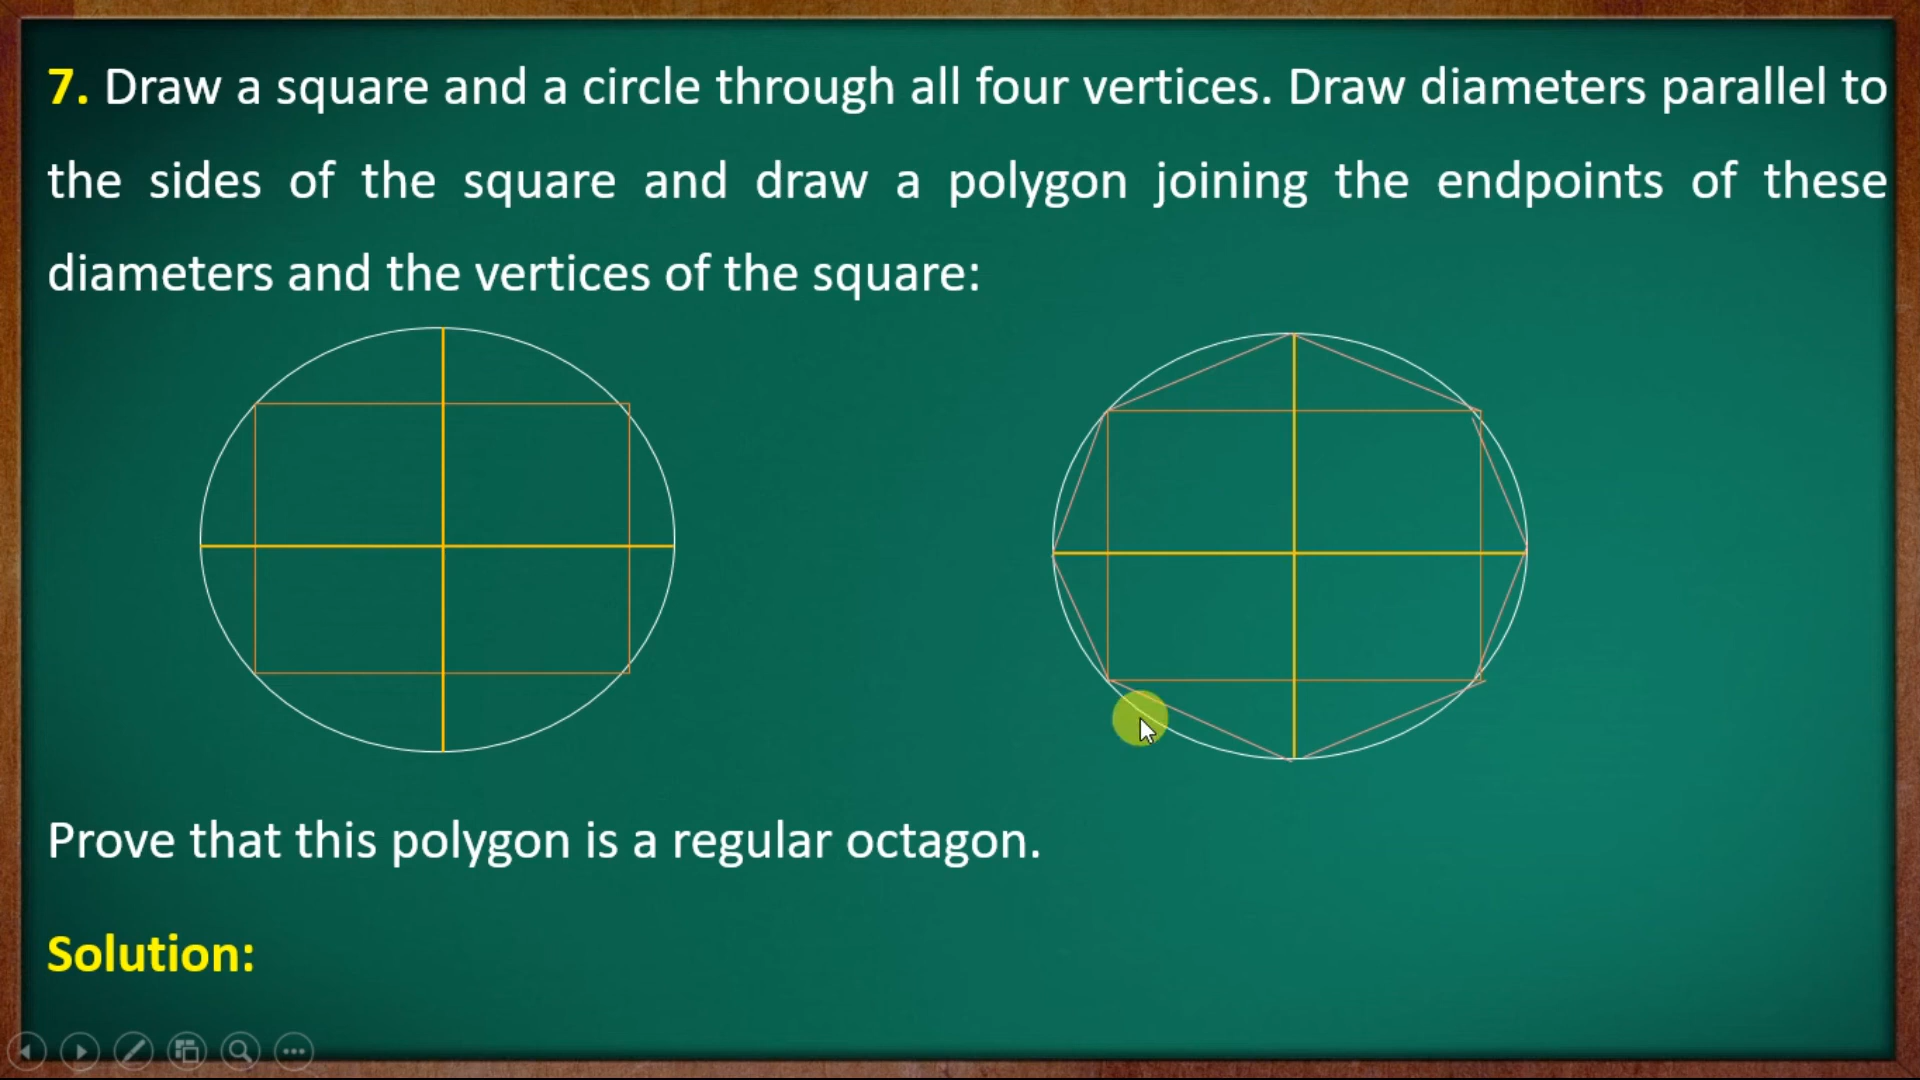 7. Draw a square and a circle through all four vertices. Draw diameters parallel to
the sides of the square and draw a polygon joining the endpoints of these
diameters and the vertices of the square:
Prove that this polygon is a regular octagon.
Solution: